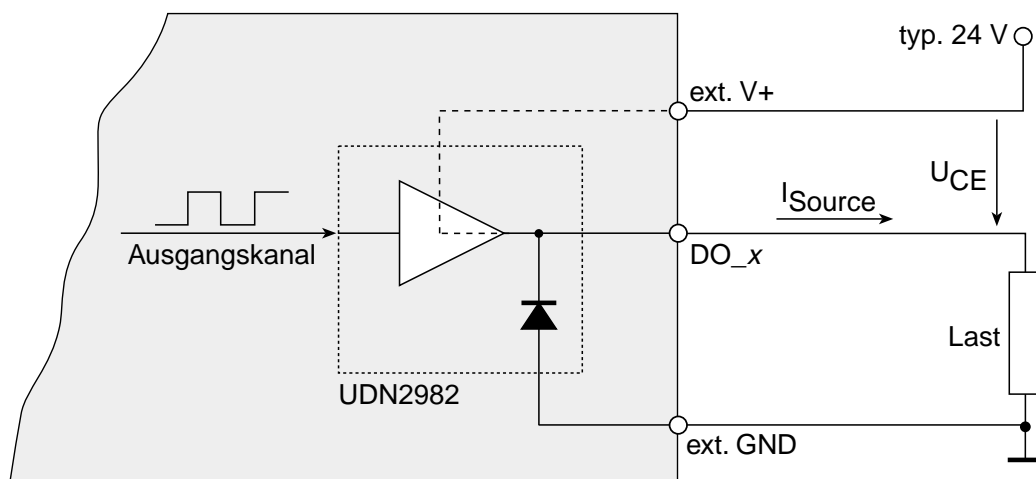 typ. 24 V
ext. V+
U_CE
I_Source
Ausgangskanal
DO_x
Last
UDN2982
ext. GND